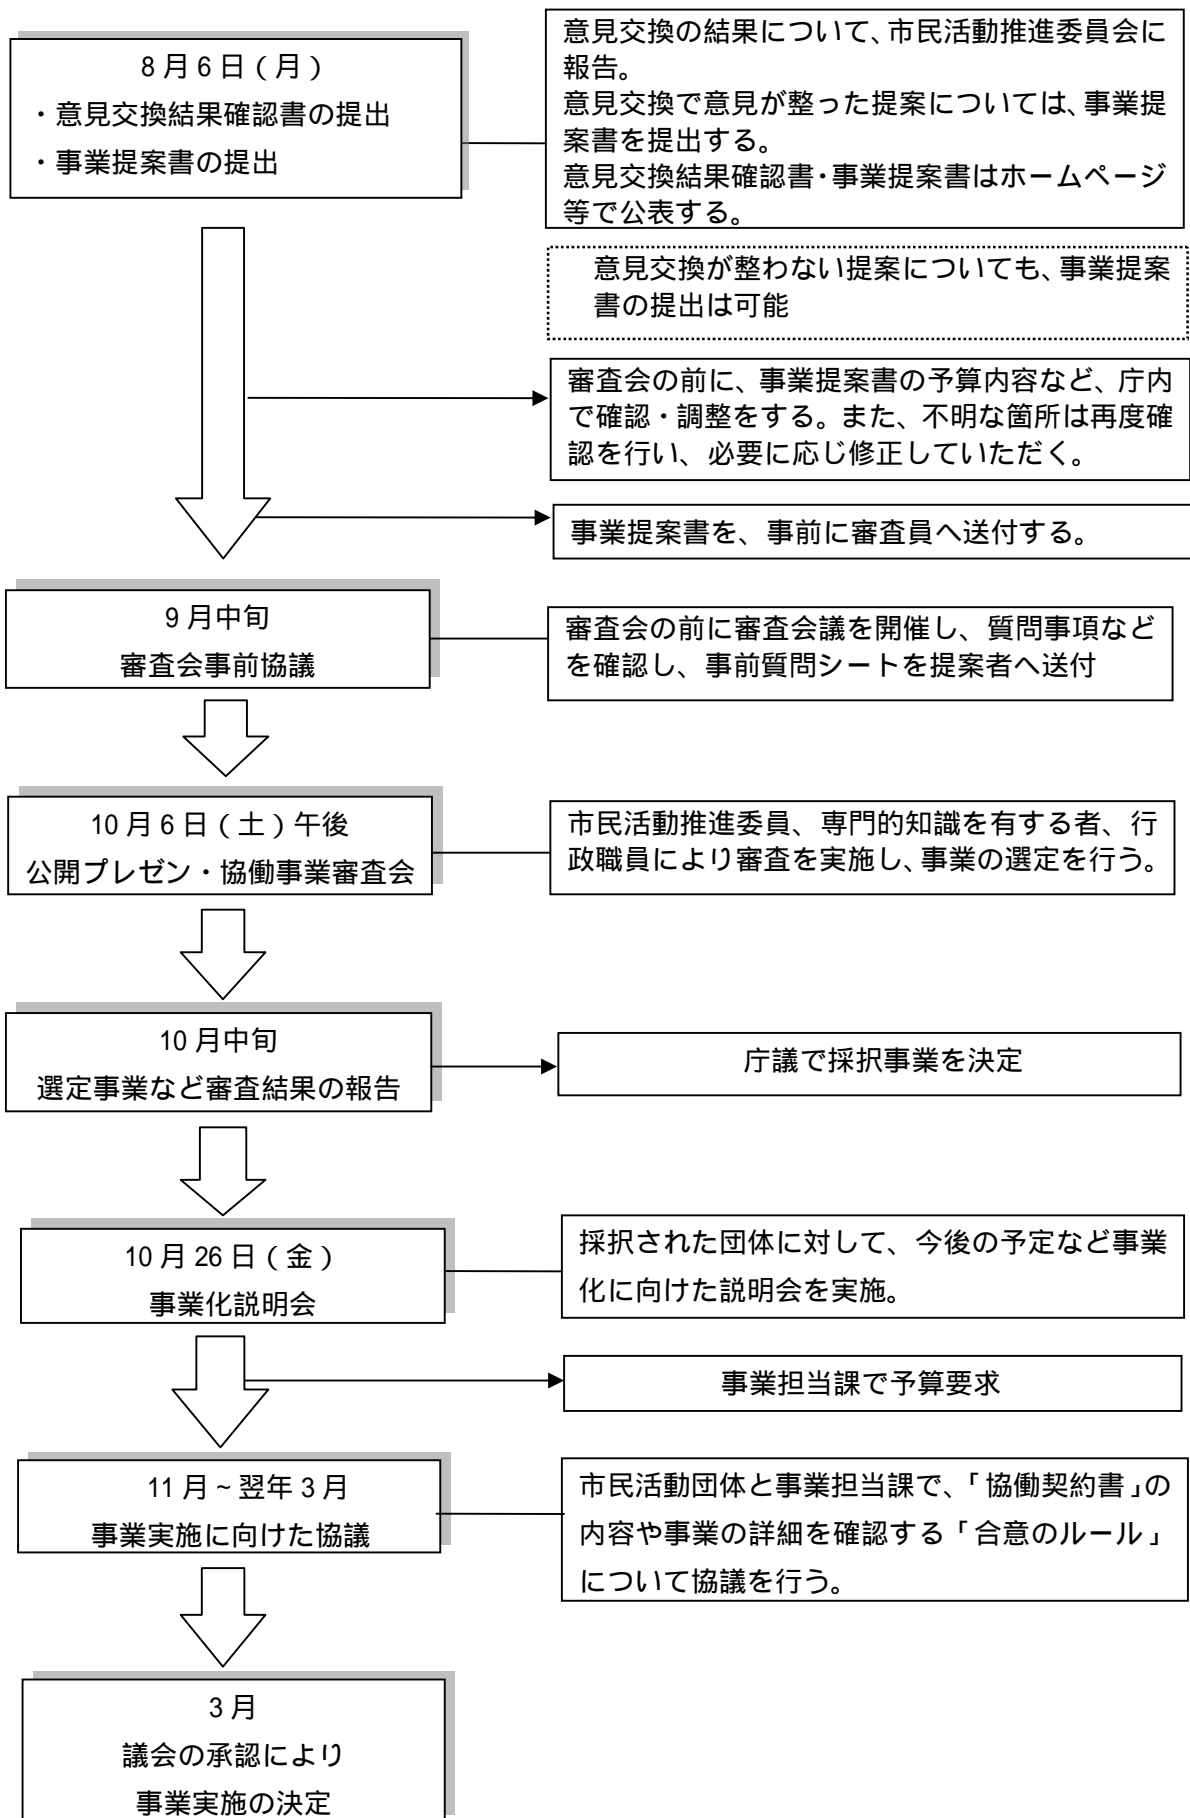 8月6日（月）
・意見交換結果確認書の提出
・事業提案書の提出
意見交換の結果について、市民活動推進委員会に
報告。
意見交換で意見が整った提案については、事業提
案書を提出する。
意見交換結果確認書・事業提案書はホームページ
等で公表する。
意見交換が整わない提案についても、事業提案
書の提出は可能
審査会の前に、事業提案書の予算内容など、庁内
で確認・調整をする。また、不明な箇所は再度確
認を行い、必要に応じ修正していただく。
事業提案書を、事前に審査員へ送付する。
9月中旬
審査会事前協議
審査会の前に審査会議を開催し、質問事項など
を確認し、事前質問シートを提案者へ送付
10月6日（土）午後
公開プレゼン・協働事業審査会
市民活動推進委員、専門的知識を有する者、行
政職員により審査を実施し、事業の選定を行う。
10月中旬
選定事業など審査結果の報告
庁議で採択事業を決定
10月26日（金）
事業化説明会
採択された団体に対して、今後の予定など事業
化に向けた説明会を実施。
事業担当課で予算要求
11月~翌年3月
事業実施に向けた協議
市民活動団体と事業担当課で、「協働契約書」の
内容や事業の詳細を確認する「合意のルール」
について協議を行う。
3月
議会の承認により
事業実施の決定